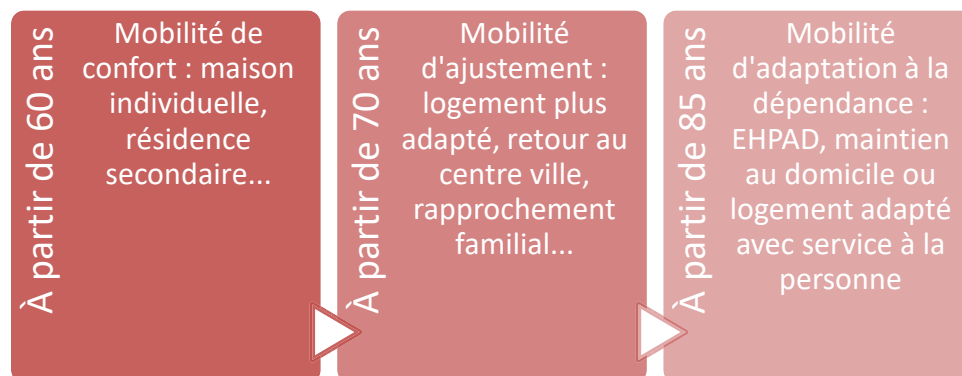 À partir de 60 ans
Mobilité de
confort : maison
individuelle,
résidence
secondaire...
À partir de 70 ans
Mobilité
d'ajustement :
logement plus
adapté, retour au
centre ville,
rapprochement
familial...
À partir de 85 ans
Mobilité
d'adaptation à la
dépendance :
EHPAD, maintien
au domicile ou
logement adapté
avec service à la
personne